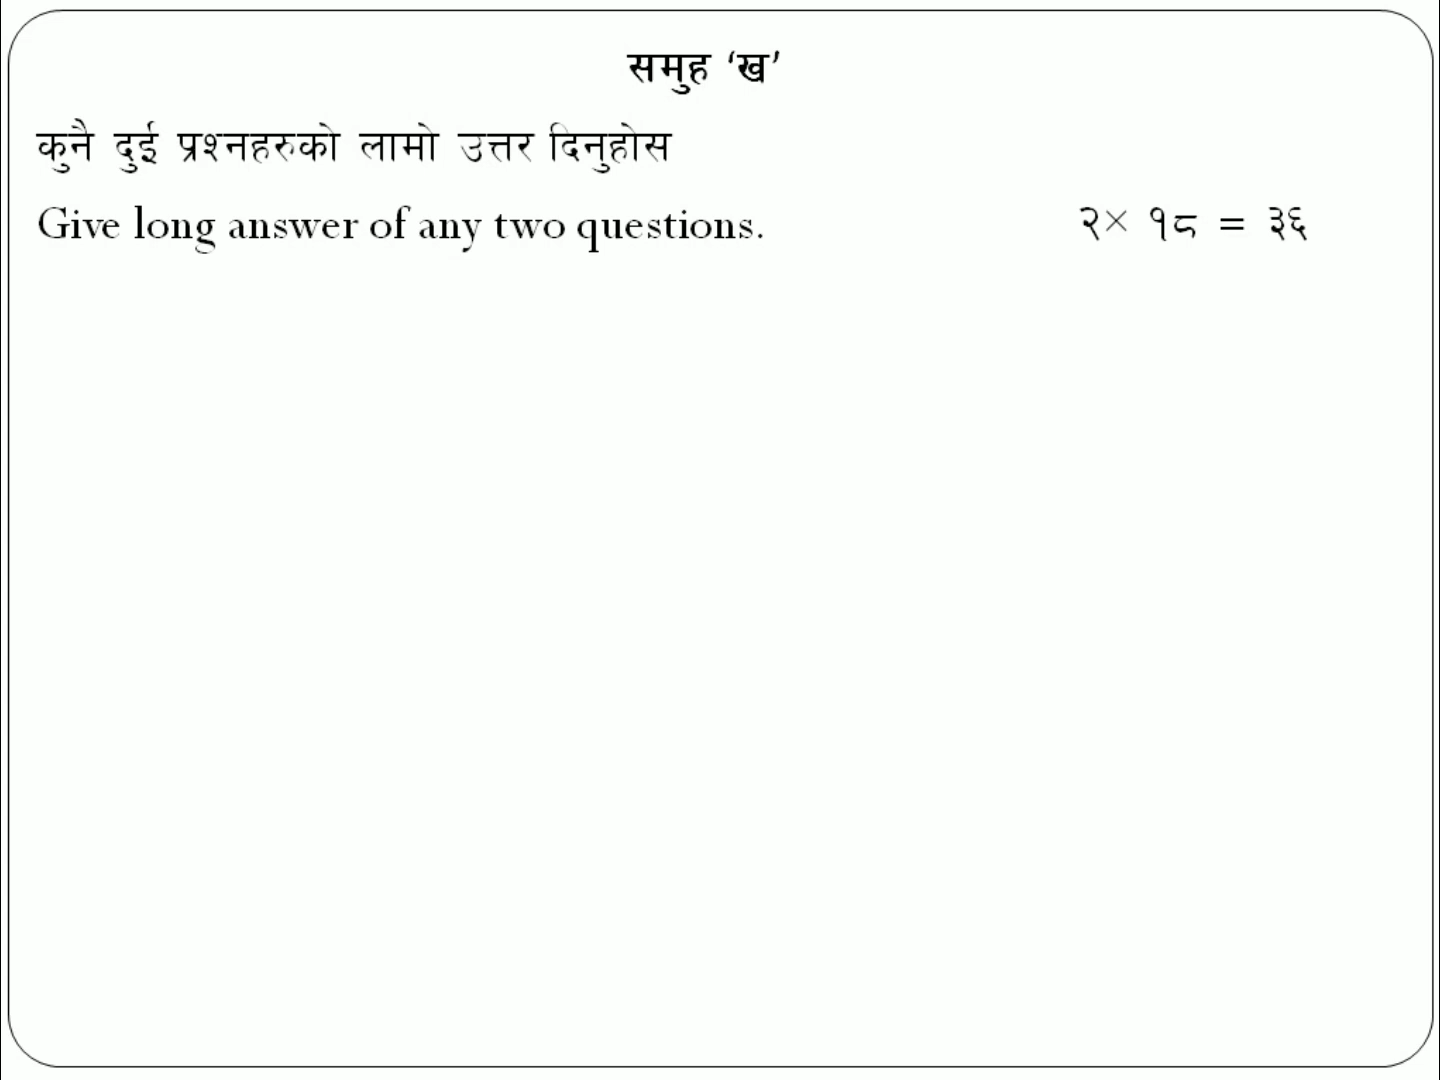 समुह ‘ख’
कुनै दुई प्रश्नहरुको लामो उत्तर दिनुहोस
Give long answer of any two questions. २× १८ = ३६